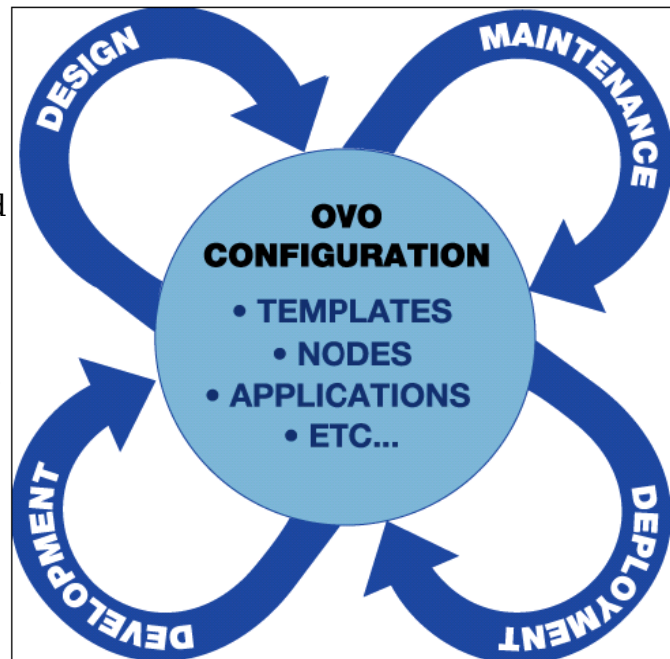 DESIGN
MAINTENANCE
OVO
CONFIGURATION
• TEMPLATES
• NODES
• APPLICATIONS
• ETC...
DEVELOPMENT
DEPLOYMENT